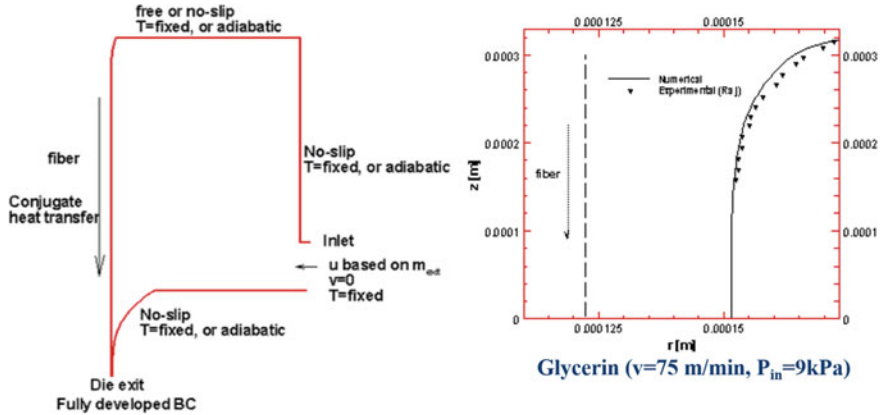 free or no-slip
T=fixed, or adiabatic
fiber
Conjugate
heat transfer
No-slip
T=fixed, or adiabatic
Inlet
u based on m_exit
v=0
T=fixed
No-slip
T=fixed, or adiabatic
Die exit
Fully developed BC
0.000125 0.00015
0.0003 0.0003
Numerical
Experimental (Raj)
0.0002 0.0002
z [m]
fiber
0.0001 0.0001
0 0
0.000125 0.00015
r [m]
Glycerin (v=75 m/min, P_in=9kPa)